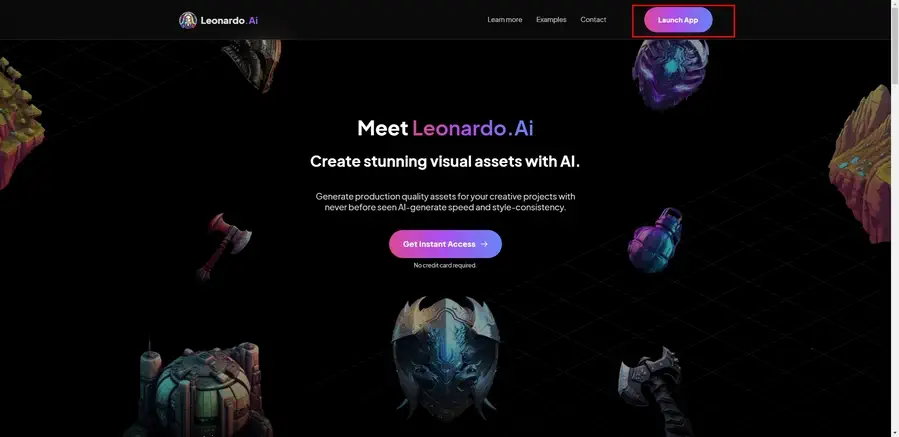 Leonardo.Ai
Learn more
Examples
Contact
Launch App
Meet Leonardo.Ai
Create stunning visual assets with AI.
Generate production quality assets for your creative projects with
never before seen AI-generate speed and style-consistency.
Get Instant Access →
No credit card required.